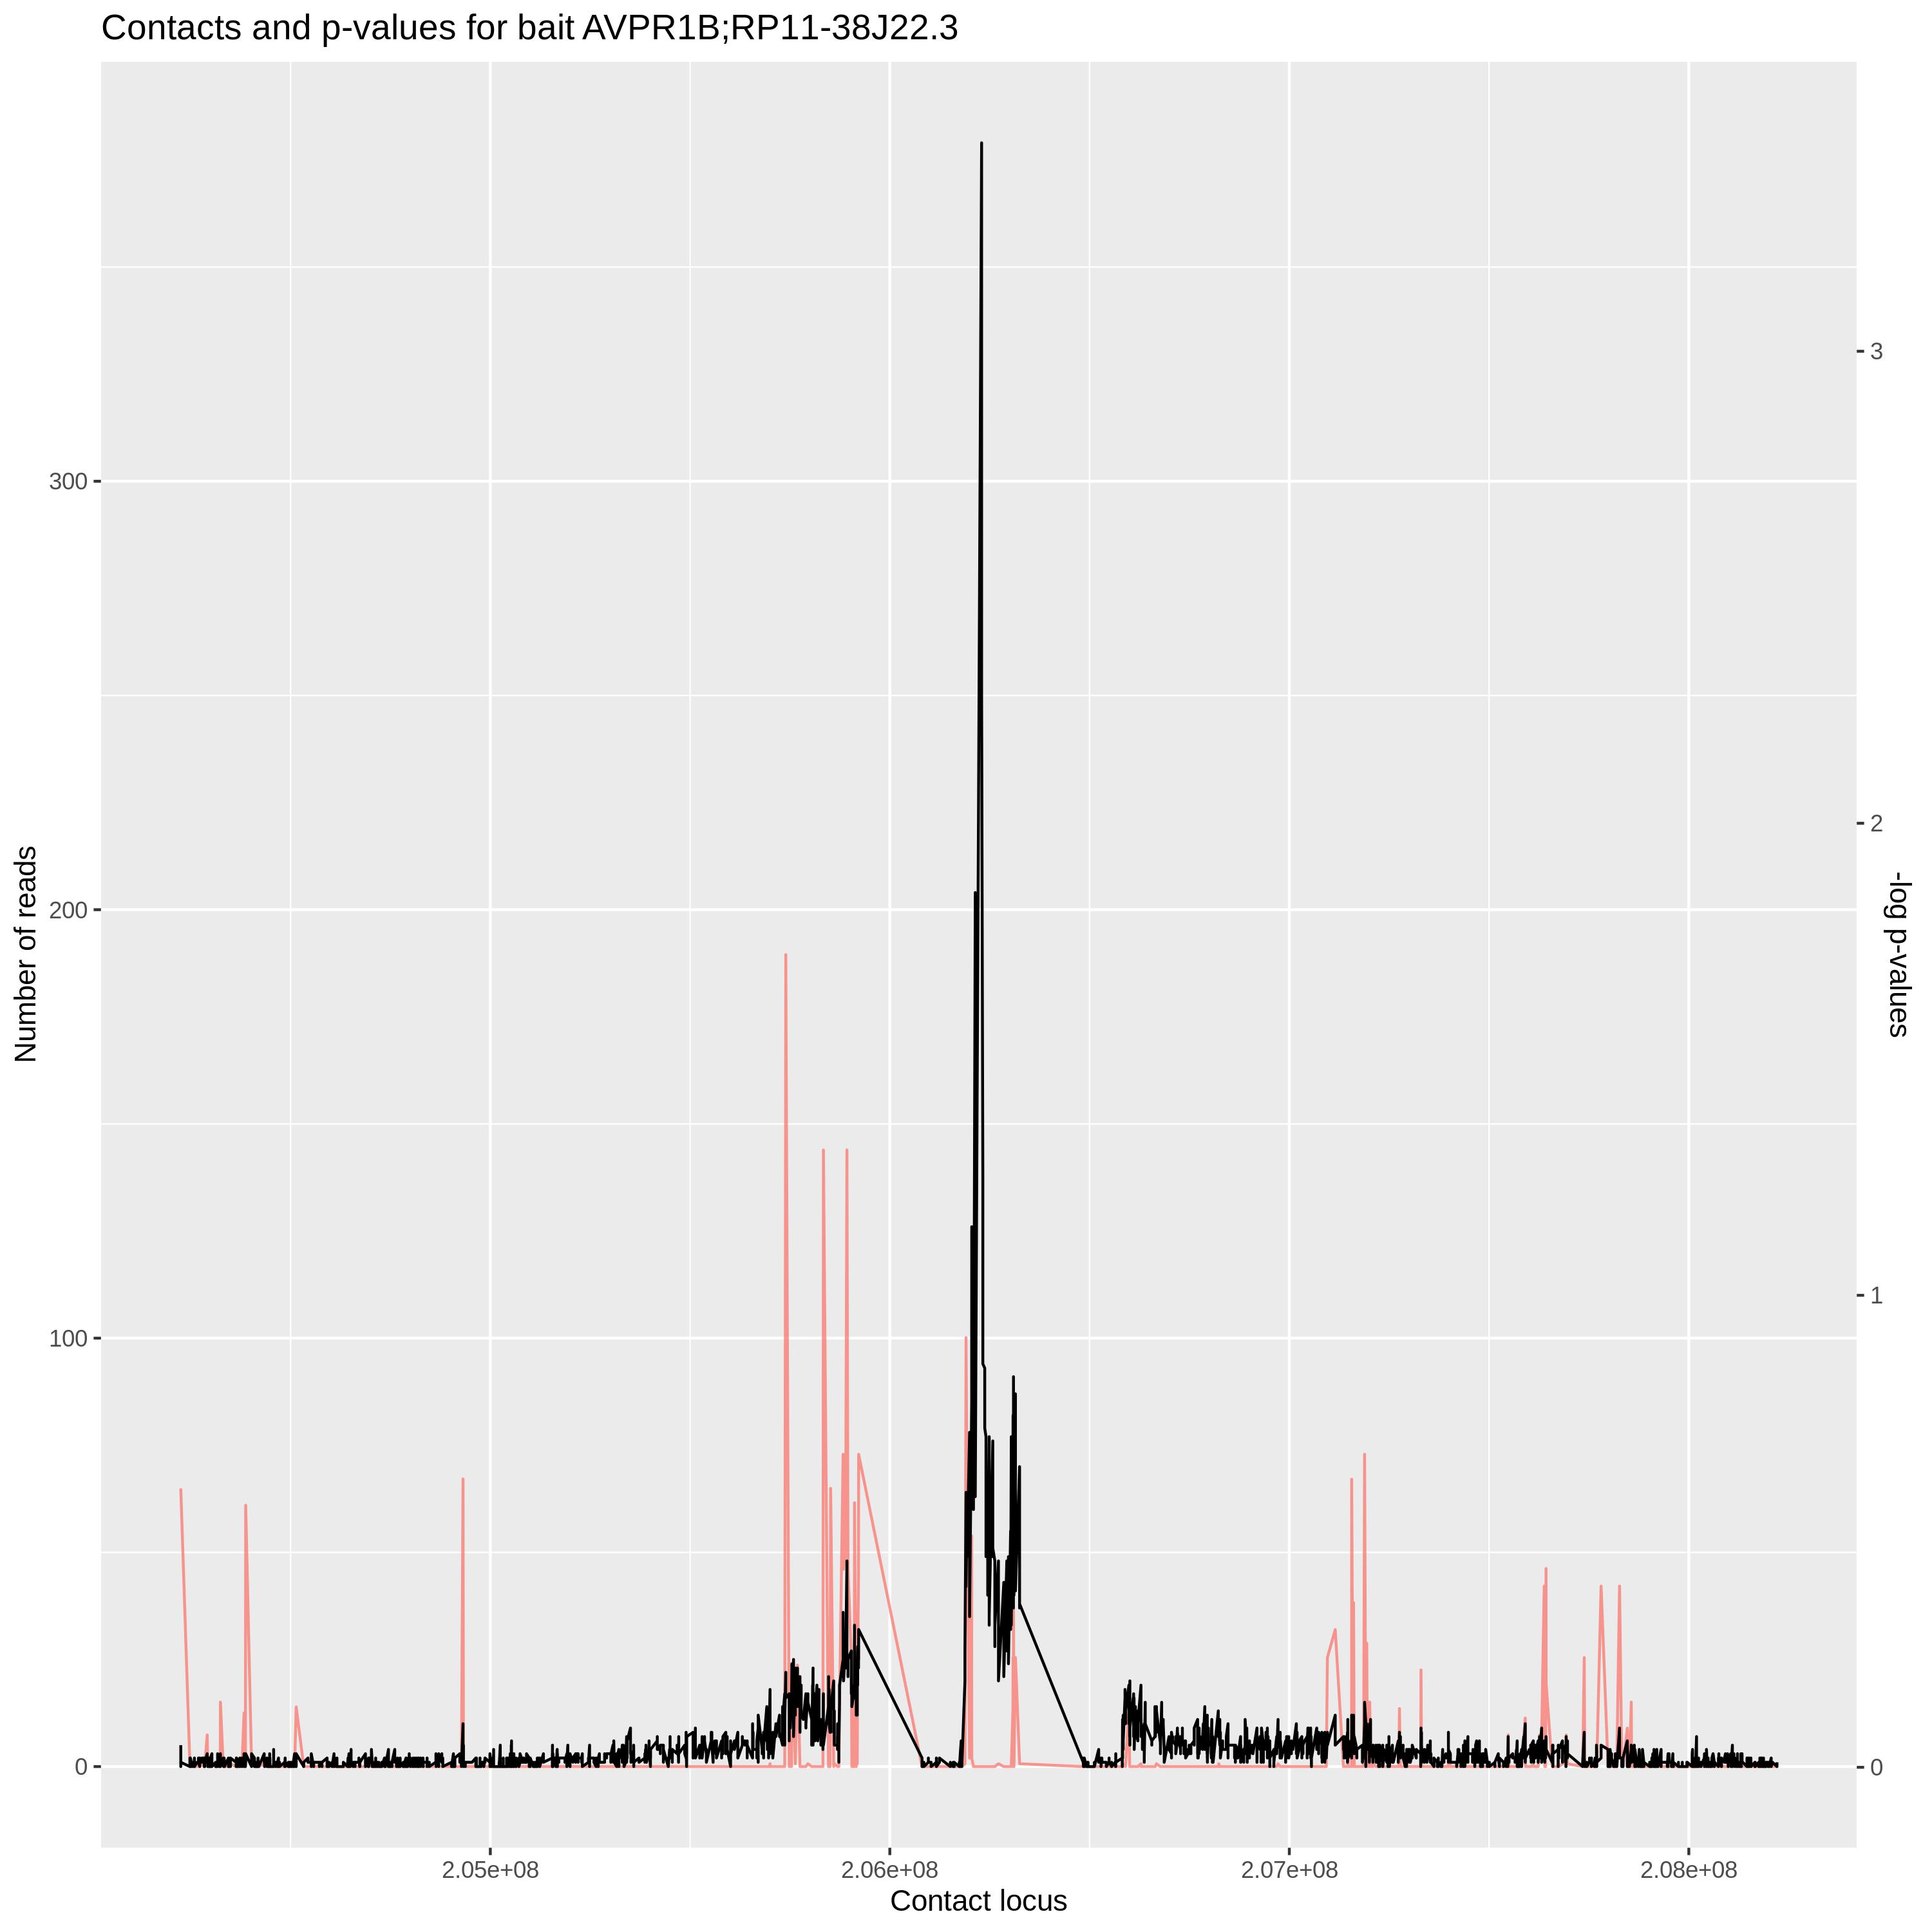 Contacts and p-values for bait AVPR1B;RP11-38J22.3
Number of reads
300
200
100
0
3
2
1
0
-log p-values
2.05e+08
2.06e+08
2.07e+08
2.08e+08
Contact locus